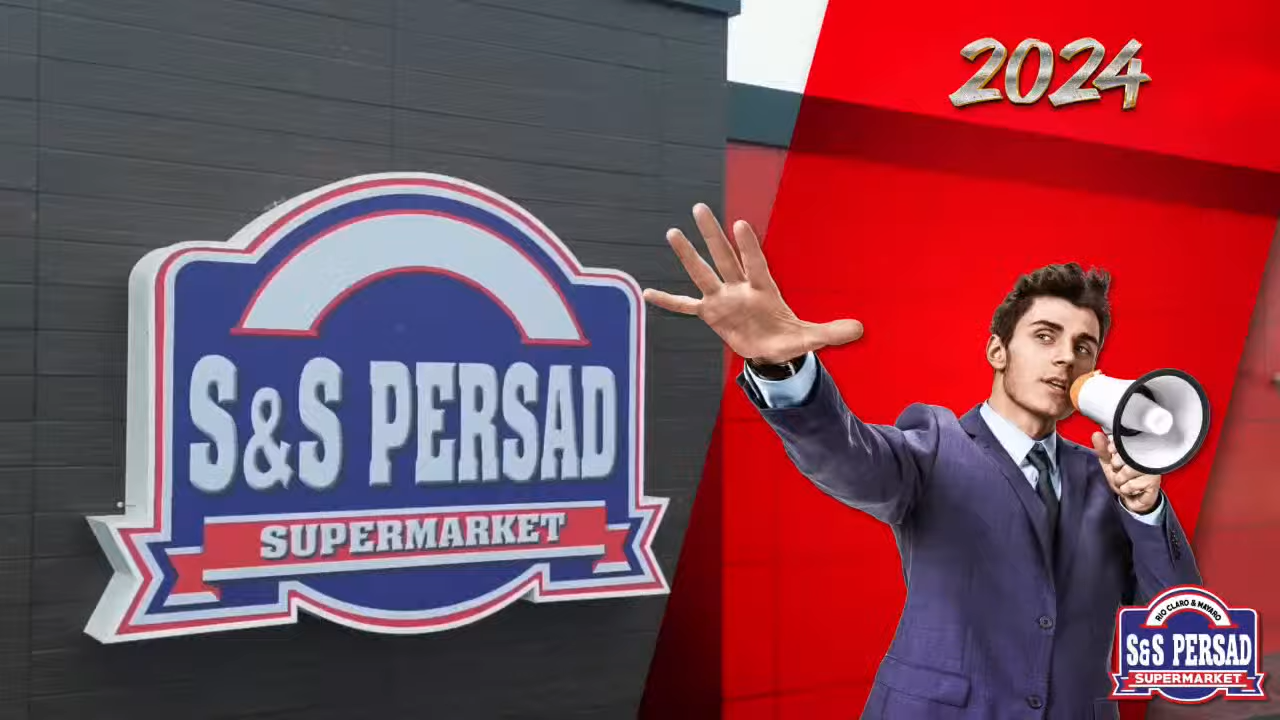 2024
S&S PERSAD
SUPERMARKET
RIO CLARO & MAYARO
S&S PERSAD
SUPERMARKET